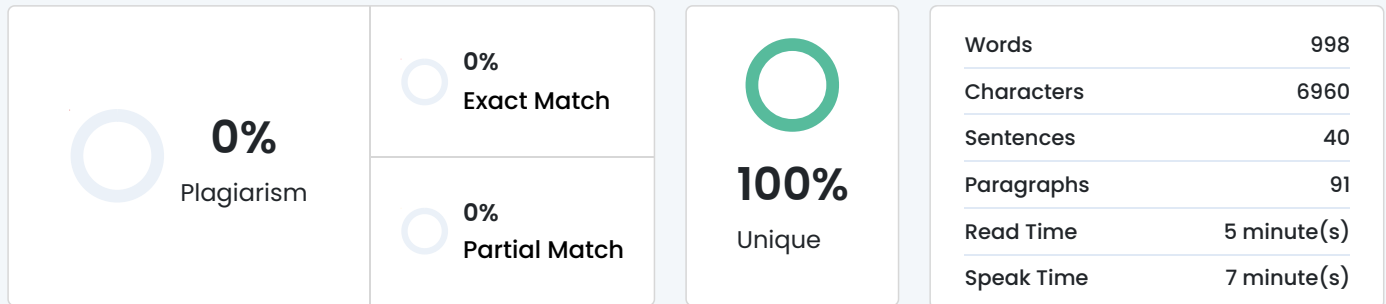 0%
Plagiarism
0%
Exact Match
0%
Partial Match
100%
Unique
Words 998
Characters 6960
Sentences 40
Paragraphs 91
Read Time 5 minute(s)
Speak Time 7 minute(s)